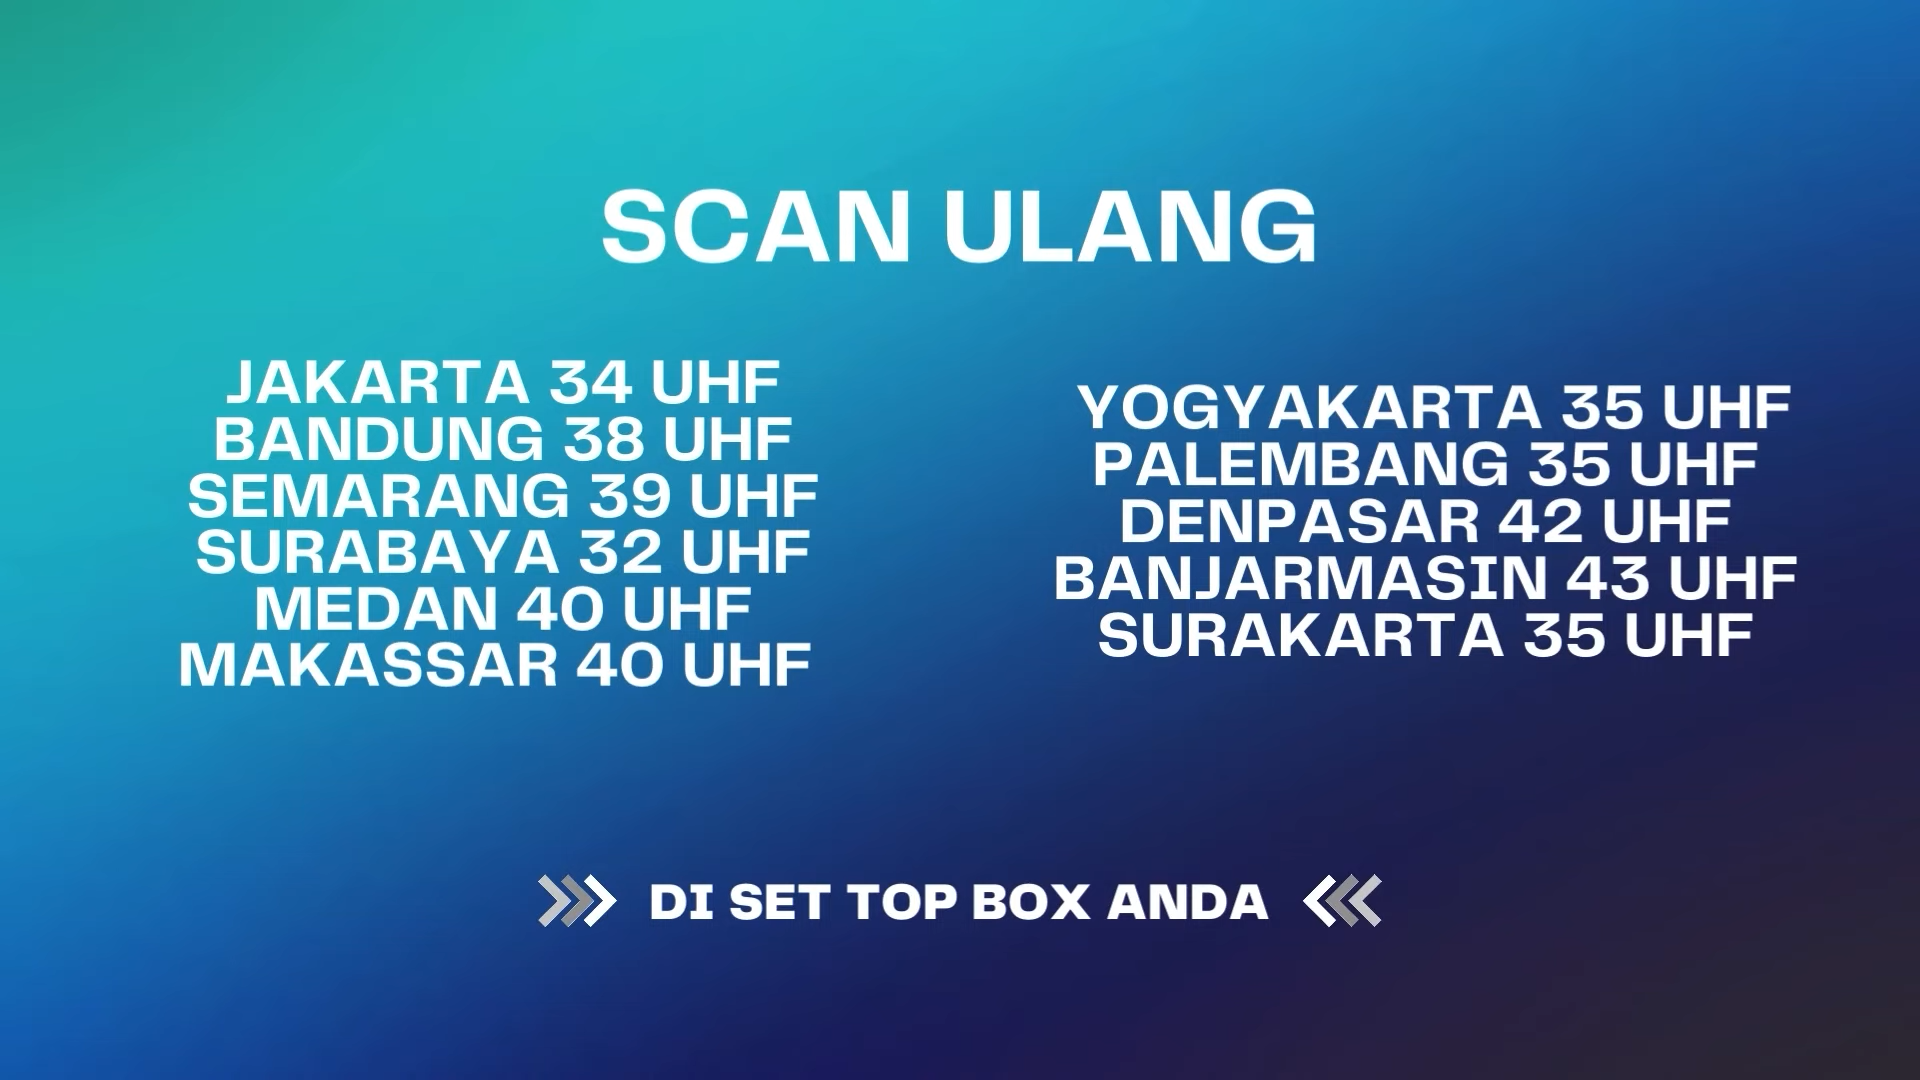 SCAN ULANG
JAKARTA 34 UHF
BANDUNG 38 UHF
SEMARANG 39 UHF
SURABAYA 32 UHF
MEDAN 40 UHF
MAKASSAR 40 UHF
YOGYAKARTA 35 UHF
PALEMBANG 35 UHF
DENPASAR 42 UHF
BANJARMASIN 43 UHF
SURAKARTA 35 UHF
DI SET TOP BOX ANDA